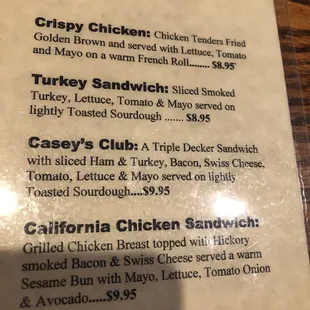 Crispy Chicken: Chicken Tenders Fried
Golden Brown and served with Lettuce, Tomato
and Mayo on a warm French Roll........ $8.95
Turkey Sandwich: Sliced Smoked
Turkey, Lettuce, Tomato & Mayo served on
lightly Toasted Sourdough ....... $8.95
Casey's Club: A Triple Decker Sandwich
with sliced Ham & Turkey, Bacon, Swiss Cheese,
Tomato, Lettuce & Mayo served on lightly
Toasted Sourdough....$9.95
California Chicken Sandwich:
Grilled Chicken Breast topped with Hickory
smoked Bacon & Swiss Cheese served a warm
Sesame Bun with Mayo, Lettuce, Tomato Onion
& Avocado.....$9.95